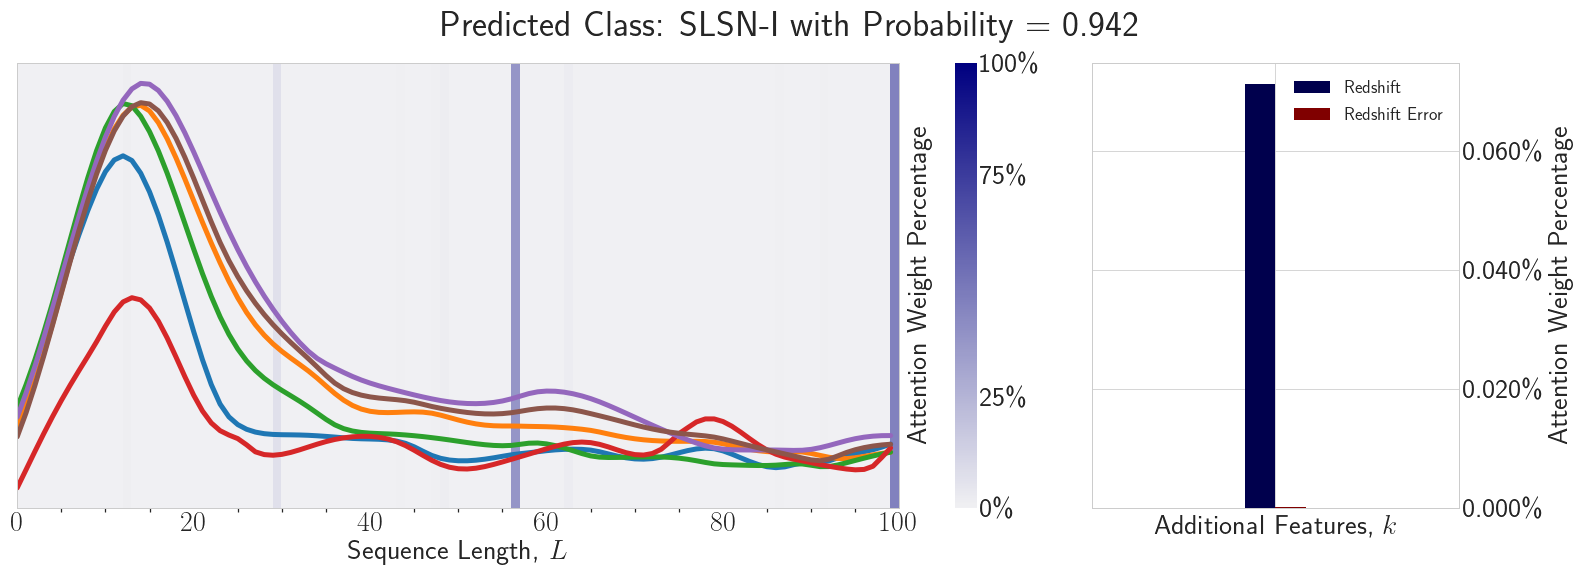 Predicted Class: SLSN-I with Probability = 0.942
0
20
40
60
80
100
Sequence Length, L
100%
75%
25%
0%
Attention Weight Percentage
Redshift
Redshift Error
0.060%
0.040%
0.020%
0.000%
Attention Weight Percentage
Additional Features, k